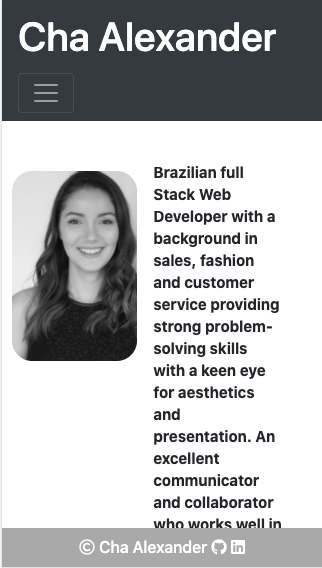 Cha Alexander
Brazilian full
Stack Web
Developer with a
background in
sales, fashion
and customer
service providing
strong problem-
solving skills
with a keen eye
for aesthetics
and
presentation. An
excellent
communicator
and collaborator
who works well in
© Cha Alexander